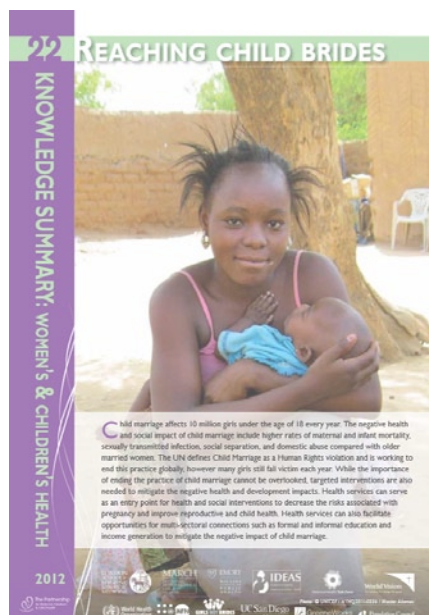 22 REACHING CHILD BRIDES
KNOWLEDGE SUMMARY: WOMEN'S & CHILDREN'S HEALTH
Child marriage affects 10 million girls under the age of 18 every year. The negative health
and social impact of child marriage include higher rates of maternal and infant mortality,
sexually transmitted infection, social separation, and domestic abuse compared with older
married women. The UN defines Child Marriage as a Human Rights violation and is working to
end this practice globally, however many girls still fall victim each year. While the importance
of ending the practice of child marriage cannot be overlooked, targeted interventions are also
needed to mitigate the negative health and development impacts. Health services can serve
as an entry point for health and social interventions to decrease the risks associated with
pregnancy and improve reproductive and child health. Health services can also facilitate
opportunities for multi-sectoral connections such as formal and informal education and
income generation to mitigate the negative impact of child marriage.
2012
MARCH
IDEAS
World Vision
The Partnership
World Health
UC San Diego